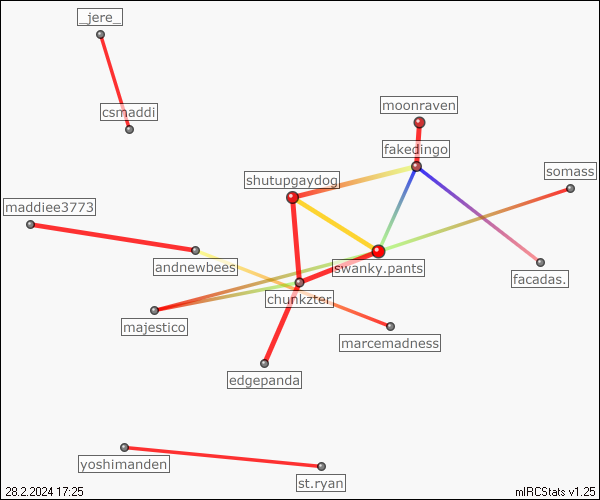 _jere_
csmaddi
moonraven
fakedingo
shutupgaydog
somass
maddiee3773
andnewbees
swanky.pants
facadas.
chunkzter
majestico
marcemadness
edgepanda
yoshimanden
st.ryan
28.2.2024 17:25
mIRCStats v1.25